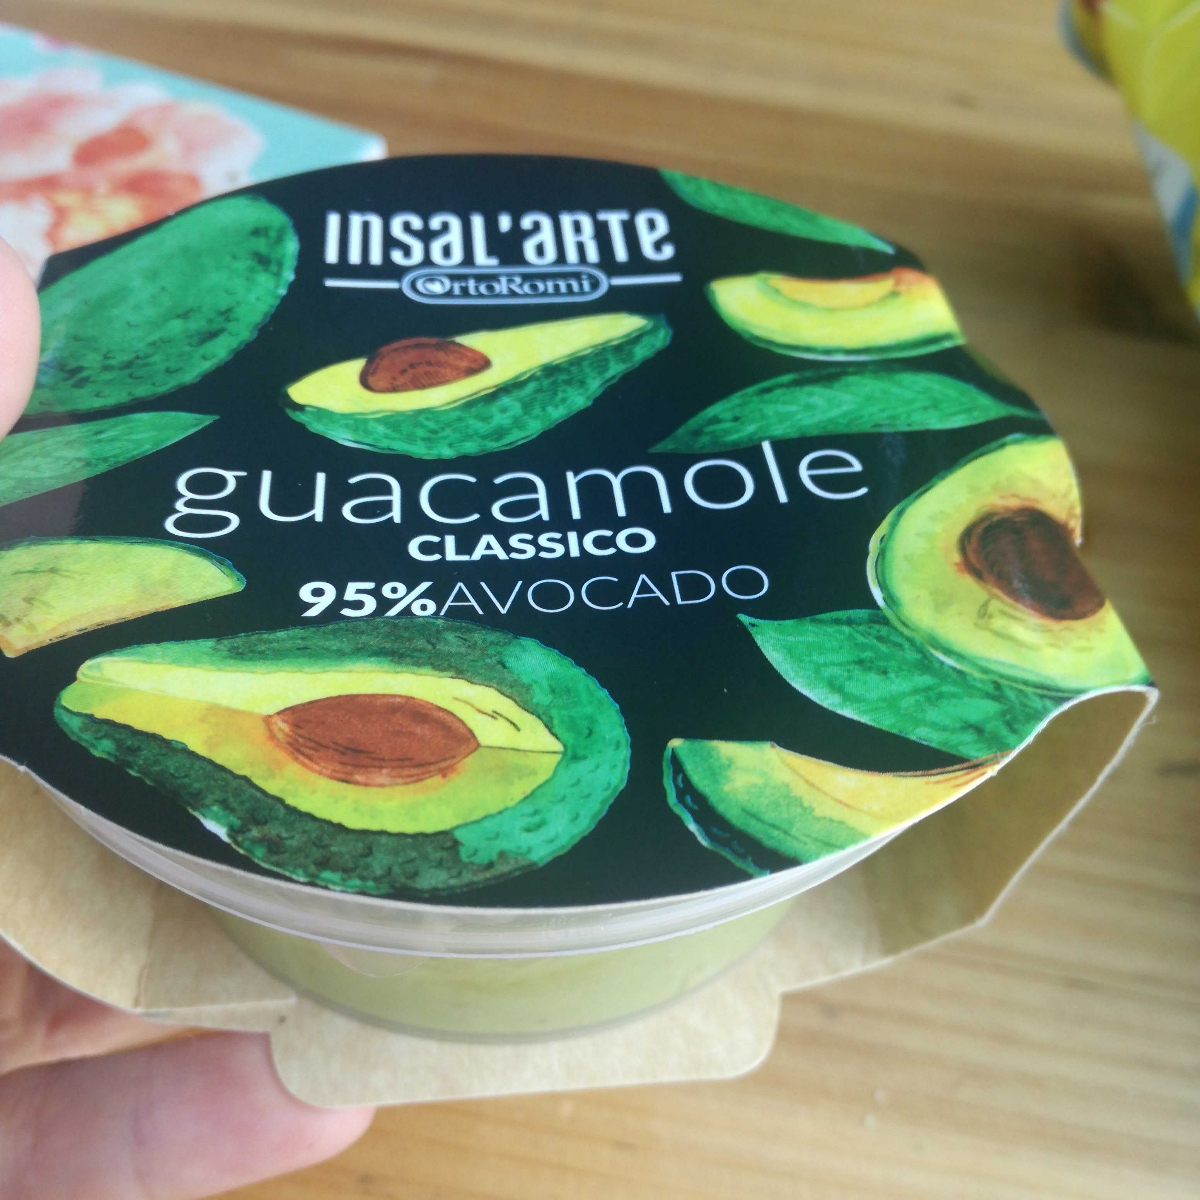 INSAL'ARTE
OrtoRomi
guacamole
CLASSICO
95%AVOCADO